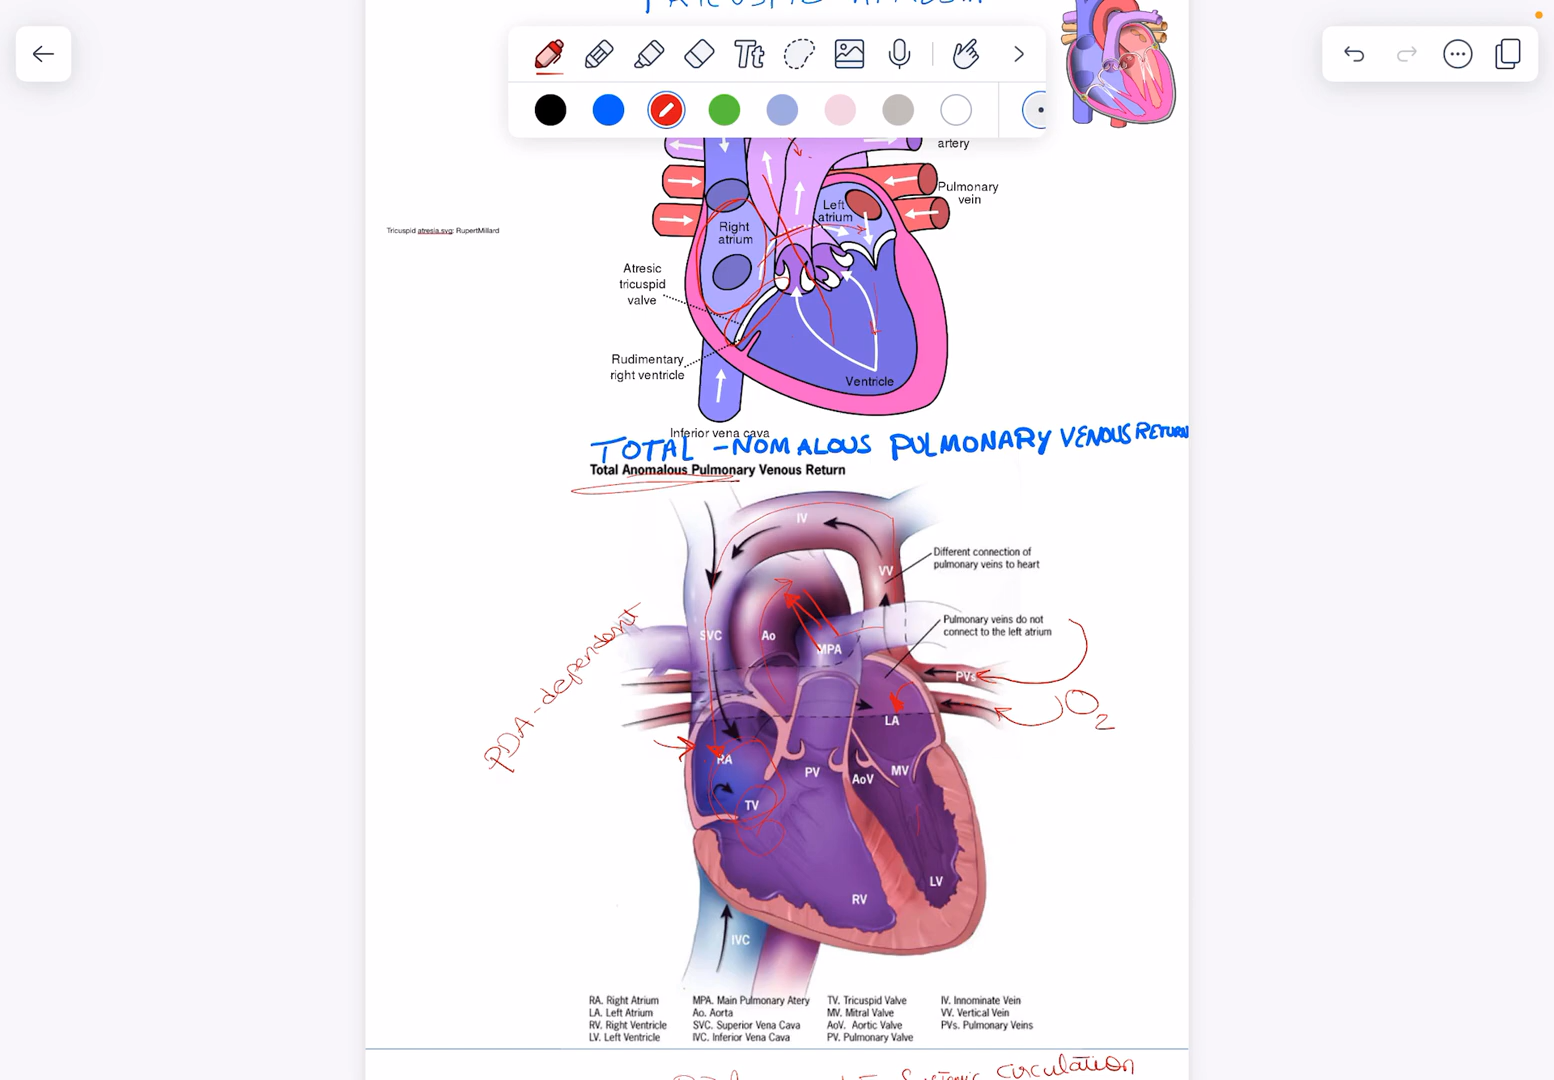 TRICUSPID ATRESIA
Tt
artery
Pulmonary
vein
Left
atrium
Right
atrium
Tricuspid atresia.svg: RupertMillard
Atresic
tricuspid
valve
Rudimentary
right ventricle
Ventricle
Inferior vena cava
TOTAL -NOMALOUS PULMONARY VENOUS RETURN
Total Anomalous Pulmonary Venous Return
IV
Different connection of
pulmonary veins to heart
VV
Pulmonary veins do not
connect to the left atrium
SVC
Ao
MPA
PDA-dependent
PVs
O2
LA
RA
PV
AoV
MV
TV
LV
RV
IVC
RA. Right Atrium MPA. Main Pulmonary Atery TV. Tricuspid Valve IV. Innominate Vein
LA. Left Atrium Ao. Aorta MV. Mitral Valve VV. Vertical Vein
RV. Right Ventricle SVC. Superior Vena Cava AoV. Aortic Valve PVs. Pulmonary Veins
LV. Left Ventricle IVC. Inferior Vena Cava PV. Pulmonary Valve
Systemic circulation